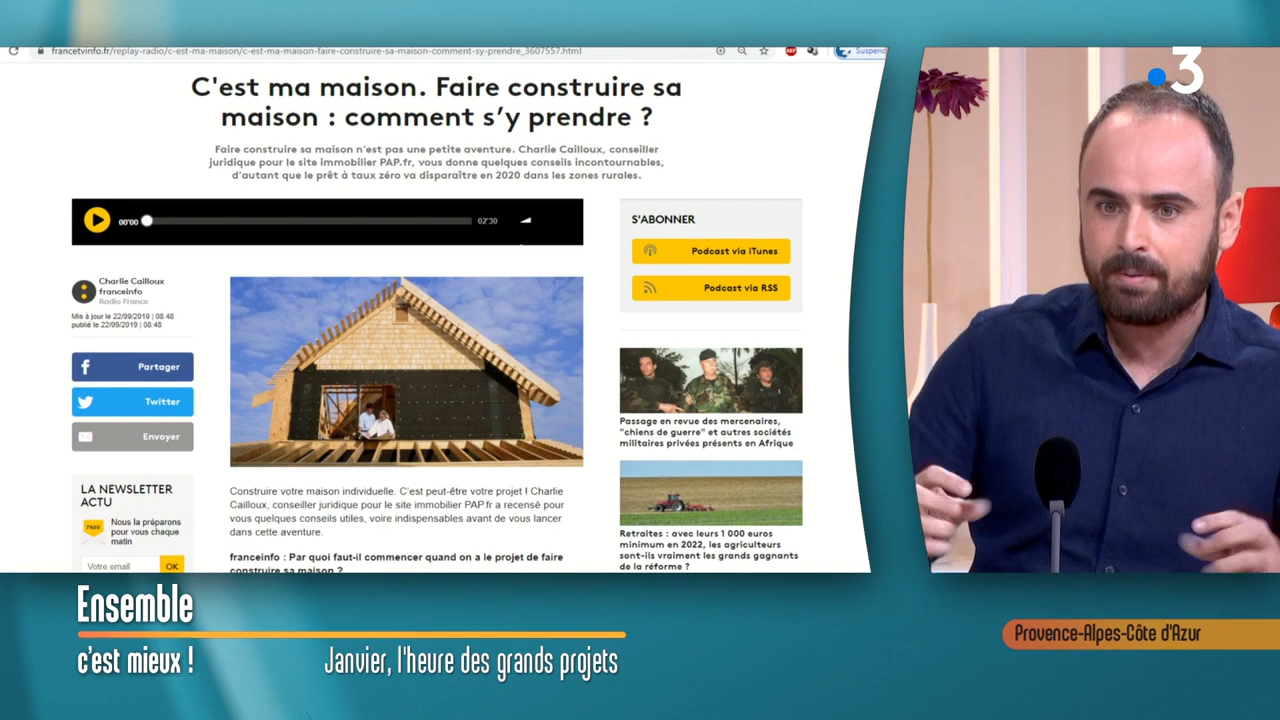 francetvinfo.fr/replay-radio/c-est-ma-maison/c-est-ma-maison-faire-construire-sa-maison-comment-sy-prendre_3607557.html
ABP
Suspend
3
C'est ma maison. Faire construire sa
maison : comment s'y prendre ?
Faire construire sa maison n'est pas une petite aventure. Charlie Cailloux, conseiller
juridique pour le site immobilier PAP.fr, vous donne quelques conseils incontournables,
d'autant que le prêt à taux zéro va disparaître en 2020 dans les zones rurales.
00'00
02'30
S'ABONNER
Podcast via iTunes
Podcast via RSS
Charlie Cailloux
franceinfo
Radio France
Mis à jour le 22/09/2019 | 08:48
publié le 22/09/2019 | 08:48
Partager
Twitter
Envoyer
LA NEWSLETTER
ACTU
7H30
Nous la préparons
pour vous chaque
matin
Votre email
OK
Construire votre maison individuelle. C'est peut-être votre projet ! Charlie
Cailloux, conseiller juridique pour le site immobilier PAP.fr a recensé pour
vous quelques conseils utiles, voire indispensables avant de vous lancer
dans cette aventure.
franceinfo : Par quoi faut-il commencer quand on a le projet de faire
construire sa maison ?
Passage en revue des mercenaires,
"chiens de guerre" et autres sociétés
militaires privées présents en Afrique
Retraites : avec leurs 1 000 euros
minimum en 2022, les agriculteurs
sont-ils vraiment les grands gagnants
de la réforme ?
Ensemble
c'est mieux !
Janvier, l'heure des grands projets
Provence-Alpes-Côte d'Azur